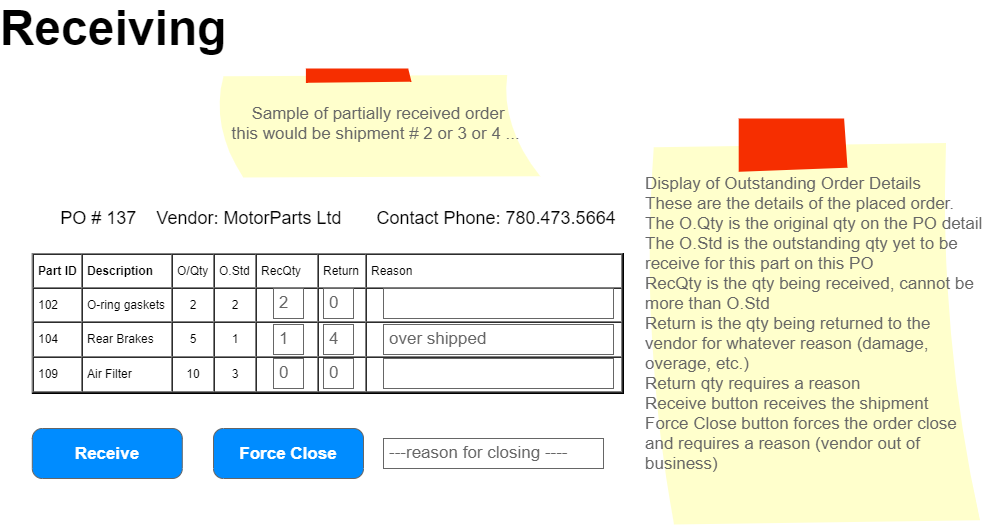 Receiving
Sample of partially received order
this would be shipment # 2 or 3 or 4 ...
PO # 137 Vendor: MotorParts Ltd Contact Phone: 780.473.5664
Part ID Description O/Qty O.Std RecQty Return Reason
102 O-ring gaskets 2 2 2 0
104 Rear Brakes 5 1 1 4 over shipped
109 Air Filter 10 3 0 0
Receive Force Close ---reason for closing ----
Display of Outstanding Order Details
These are the details of the placed order.
The O.Qty is the original qty on the PO detail
The O.Std is the outstanding qty yet to be
receive for this part on this PO
RecQty is the qty being received, cannot be
more than O.Std
Return is the qty being returned to the
vendor for whatever reason (damage,
overage, etc.)
Return qty requires a reason
Receive button receives the shipment
Force Close button forces the order close
and requires a reason (vendor out of
business)